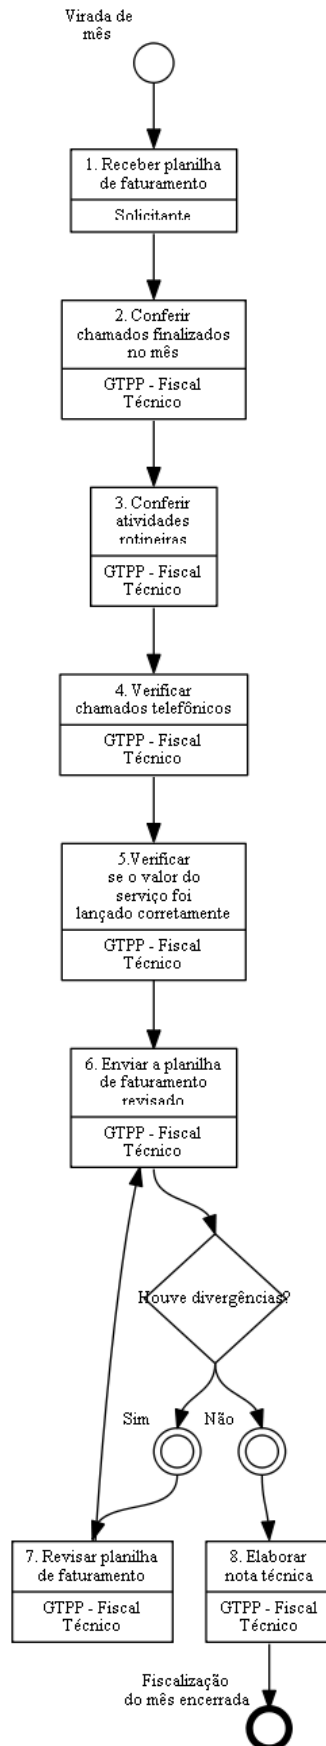 Virada de
mês
1. Receber planilha
de faturamento
Solicitante
2. Conferir
chamados finalizados
no mês
GTPP - Fiscal
Técnico
3. Conferir
atividades
rotineiras
GTPP - Fiscal
Técnico
4. Verificar
chamados telefônicos
GTPP - Fiscal
Técnico
5.Verificar
se o valor do
serviço foi
lançado corretamente
GTPP - Fiscal
Técnico
6. Enviar a planilha
de faturamento
revisado
GTPP - Fiscal
Técnico
Houve divergências?
Sim
Não
7. Revisar planilha
de faturamento
GTPP - Fiscal
Técnico
8. Elaborar
nota técnica
GTPP - Fiscal
Técnico
Fiscalização
do mês encerrada